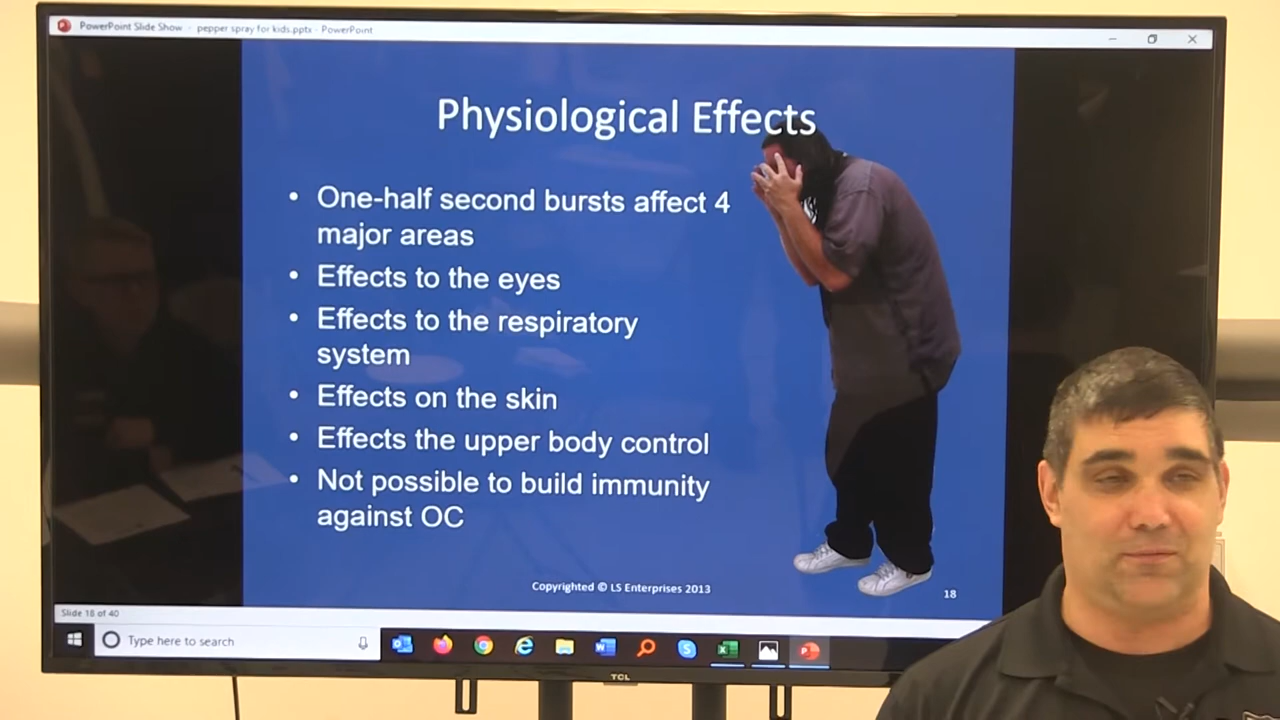 PowerPoint Slide Show - pepper spray for kids.pptx - PowerPoint
Physiological Effects
• One-half second bursts affect 4
major areas
• Effects to the eyes
• Effects to the respiratory
system
• Effects on the skin
• Effects the upper body control
• Not possible to build immunity
against OC
Copyrighted © LS Enterprises 2013
18
Slide 18 of 40
Type here to search
TCL